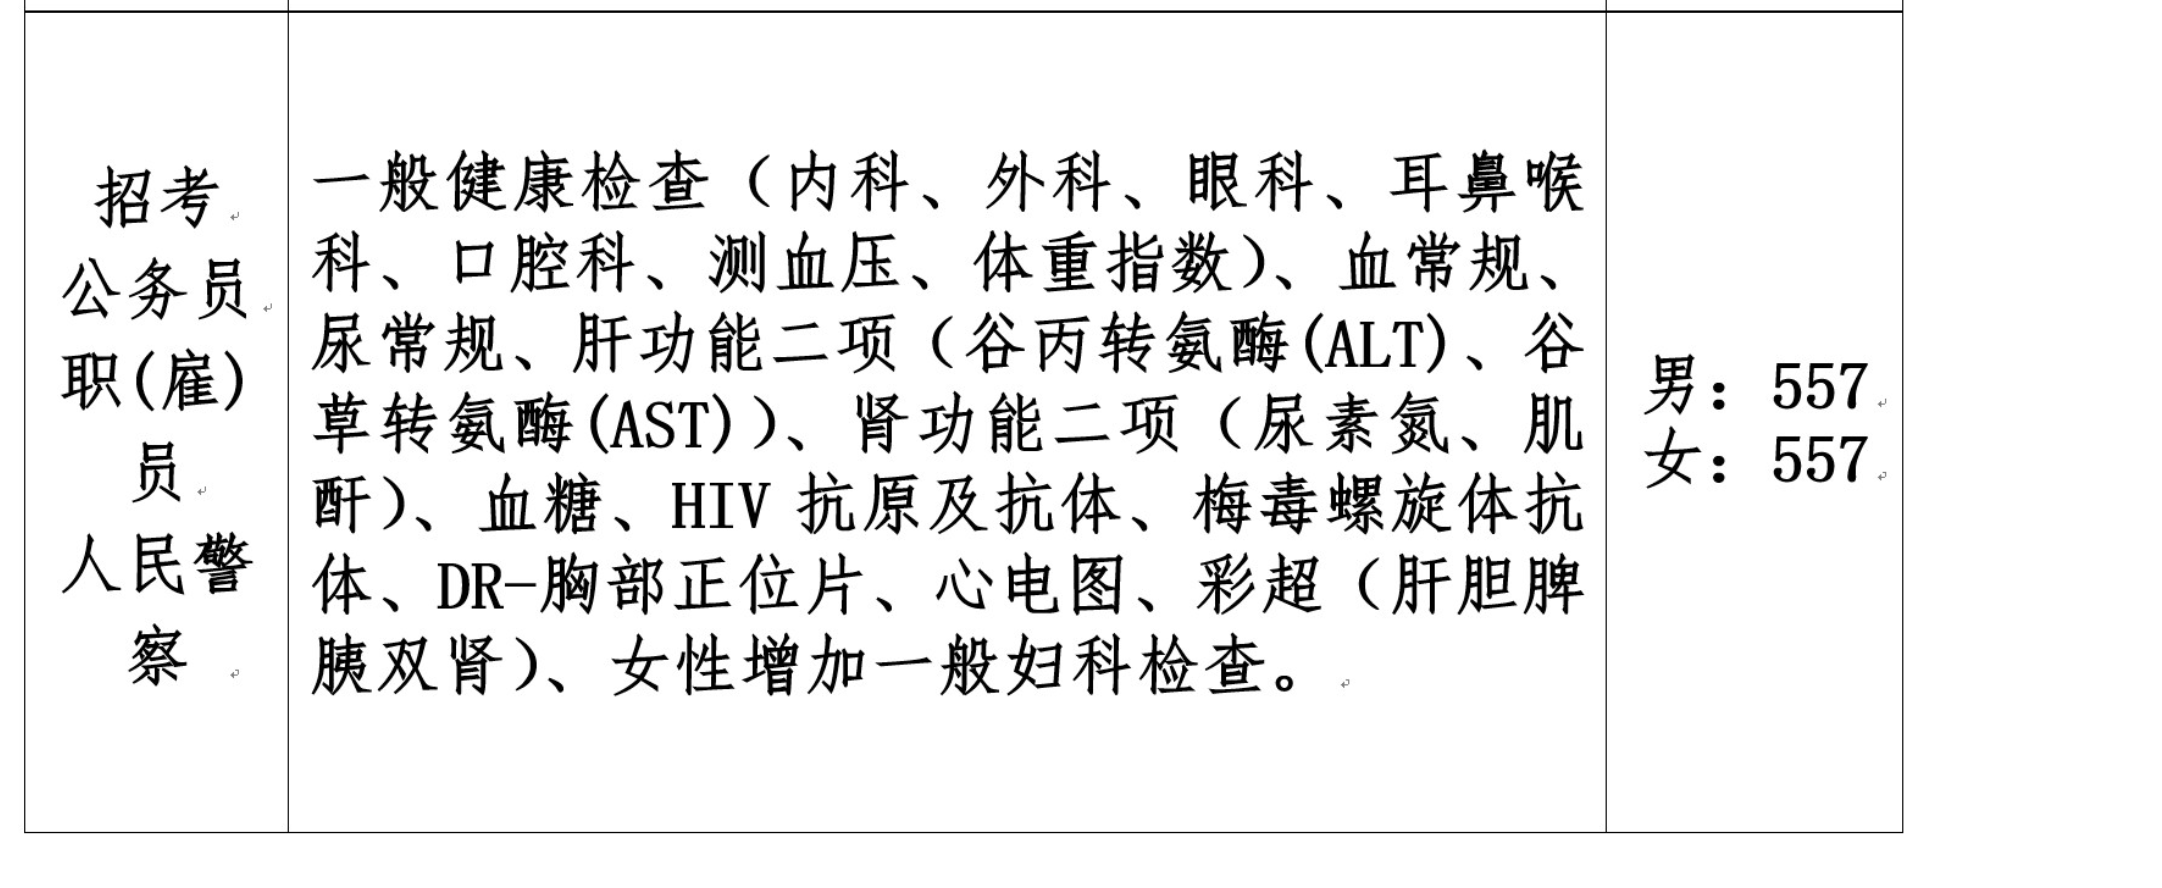 招考
公务员
职(雇)
员
人民警
察
一般健康检查（内科、外科、眼科、耳鼻喉
科、口腔科、测血压、体重指数)、血常规、
尿常规、肝功能二项（谷丙转氨酶(ALT)、谷
草转氨酶(AST))、肾功能二项（尿素氮、肌
酐)、血糖、HIV 抗原及抗体、梅毒螺旋体抗
体、DR-胸部正位片、心电图、彩超（肝胆脾
胰双肾)、女性增加一般妇科检查。
男：557
女：557